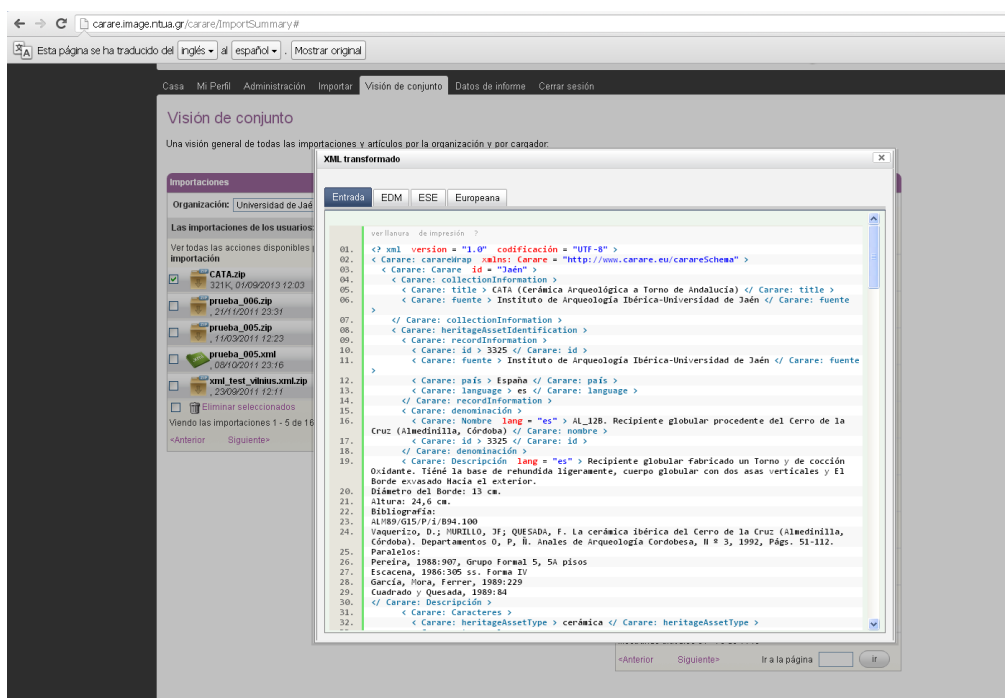 carare.image.ntua.gr/carare/ImportSummary#
Esta página se ha traducido del inglés al español . Mostrar original
Casa Mi Perfil Administración Importar Visión de conjunto Datos de informe Cerrar sesión
Visión de conjunto
Una visión general de todas las importaciones y artículos por la organización y por cargador:
Importaciones
Organización: Universidad de Jaé
Las importaciones de los usuarios:
Ver todas las acciones disponibles
importación
CATA.zip
321K, 01/09/2013 12:03
prueba_006.zip
, 21/11/2011 23:31
prueba_005.zip
, 11/03/2012 12:23
prueba_005.xml
, 08/10/2011 23:16
xml_test_vilnius.xml.zip
, 23/09/2011 12:11
Eliminar seleccionados
Viendo las importaciones 1 - 5 de 16
<Anterior Siguiente>
XML transformado
Entrada EDM ESE Europeana
ver llanura de impresión ?
01. <? xml version = "1.0" codificación = "UTF-8" >
02. < Carare: carareWrap xmlns: Carare = "http://www.carare.eu/carareSchema" >
03. < Carare: Carare id = "Jaén" >
04. < Carare: collectionInformation >
05. < Carare: title > CATA (Cerámica Arqueológica a Torno de Andalucía) </ Carare: title >
06. < Carare: fuente > Instituto de Arqueología Ibérica-Universidad de Jaén </ Carare: fuente
>
07. </ Carare: collectionInformation >
08. < Carare: heritageAssetIdentification >
09. < Carare: recordInformation >
10. < Carare: id > 3325 </ Carare: id >
11. < Carare: fuente > Instituto de Arqueología Ibérica-Universidad de Jaén </ Carare: fuente
>
12. < Carare: país > España </ Carare: país >
13. < Carare: language > es </ Carare: language >
14. </ Carare: recordInformation >
15. < Carare: denominación >
16. < Carare: Nombre lang = "es" > AL_12B. Recipiente globular procedente del Cerro de la
Cruz (Almedinilla, Córdoba) </ Carare: nombre >
17. < Carare: id > 3325 </ Carare: id >
18. </ Carare: denominación >
19. < Carare: Descripción lang = "es" > Recipiente globular fabricado un Torno y de cocción
Oxidante. Tiéné la base de rehundida ligeramente, cuerpo globular con dos asas verticales y El
Borde exvasado Hacia el exterior.
20. Diámetro del Borde: 13 cm.
21. Altura: 24,6 cm.
22. Bibliografía:
23. ALM89/G15/P/i/B94.100
24. Vaquerizo, D.; MURILLO, JF; QUESADA, F. La cerámica ibérica del Cerro de la Cruz (Almedinilla,
Córdoba). Departamentos O, P, Ñ. Anales de Arqueología Cordobesa, N º 3, 1992, Págs. 51-112.
25. Paralelos:
26. Pereira, 1988:907, Grupo Formal 5, 5A pisos
27. Escacena, 1986:305 ss. Forma IV
28. García, Mora, Ferrer, 1989:229
29. Cuadrado y Quesada, 1989:84
30. </ Carare: Descripción >
31. < Carare: Caracteres >
32. < Carare: heritageAssetType > cerámica </ Carare: heritageAssetType >
<Anterior Siguiente> Ir a la página ir